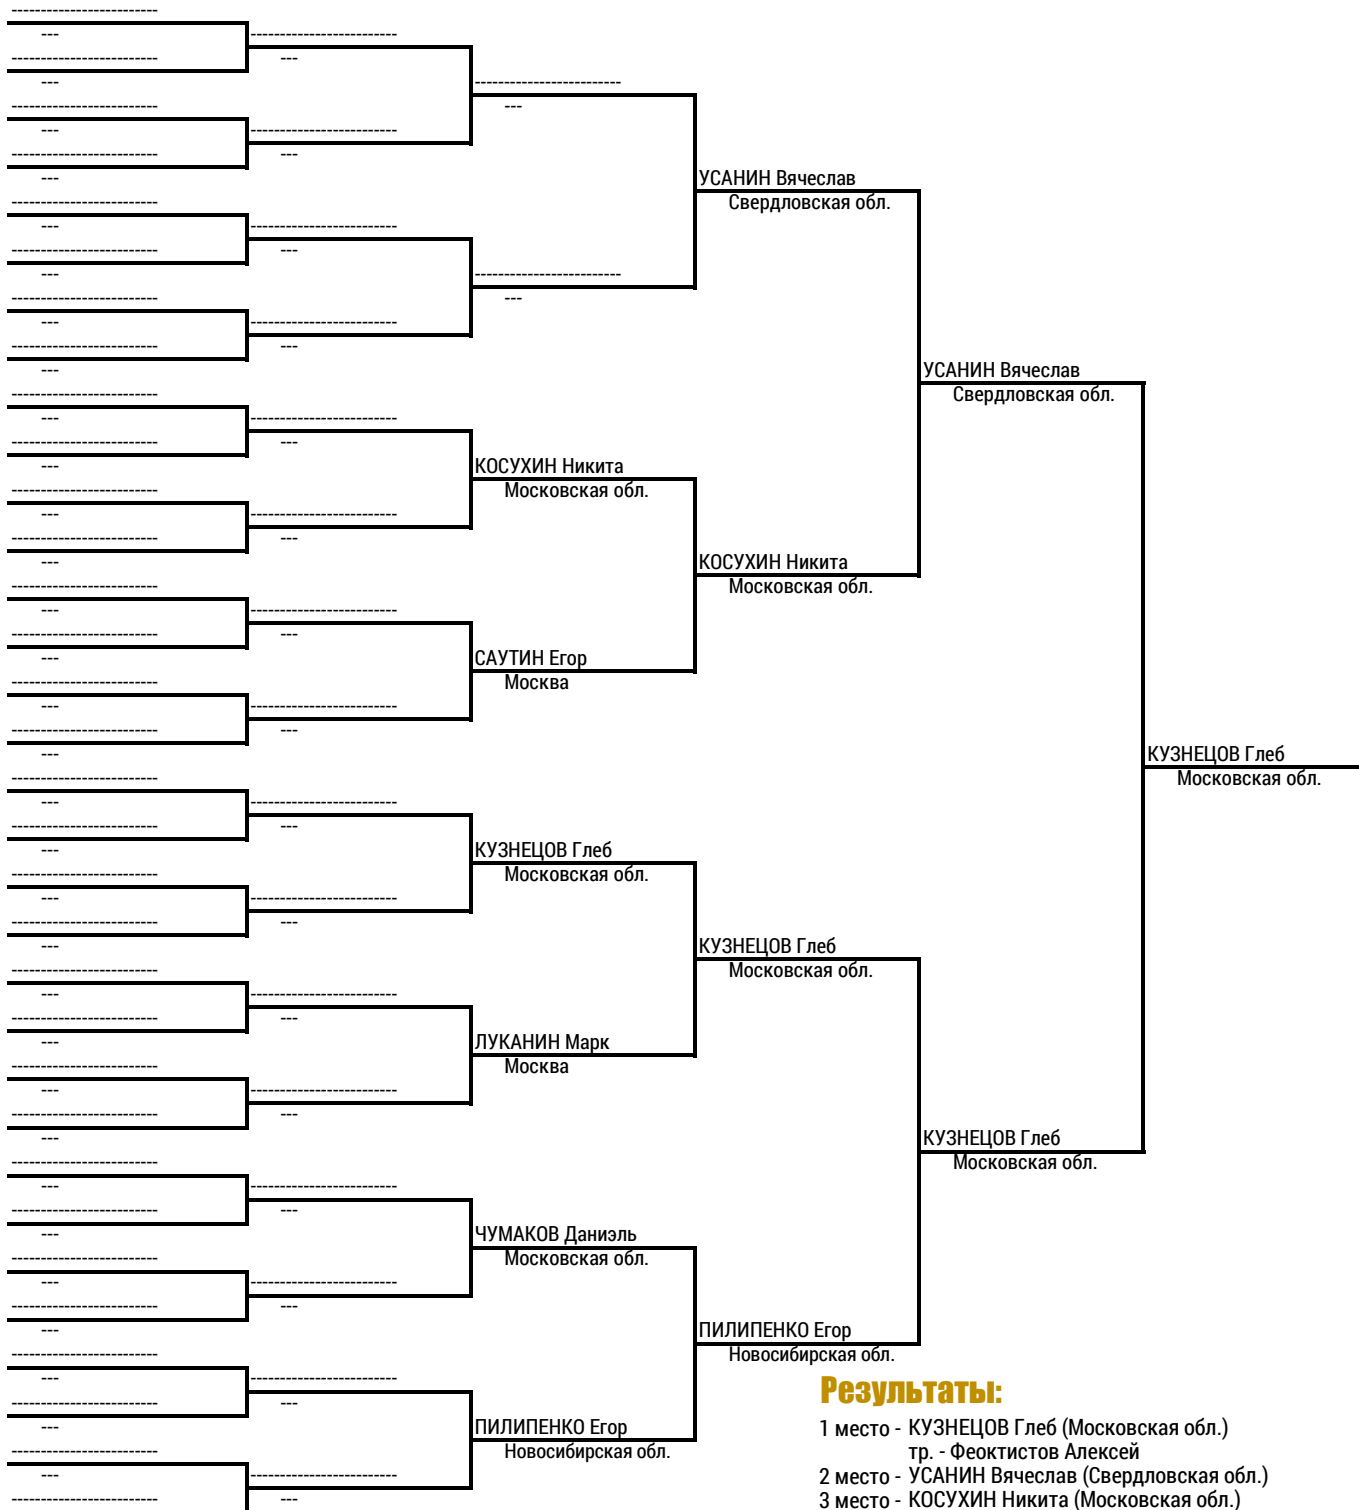 УСАНИН Вячеслав
Свердловская обл.
УСАНИН Вячеслав
Свердловская обл.
КОСУХИН Никита
Московская обл.
КОСУХИН Никита
Московская обл.
САУТИН Егор
Москва
КУЗНЕЦОВ Глеб
Московская обл.
КУЗНЕЦОВ Глеб
Московская обл.
КУЗНЕЦОВ Глеб
Московская обл.
ЛУКАНИН Марк
Москва
КУЗНЕЦОВ Глеб
Московская обл.
ЧУМАКОВ Даниэль
Московская обл.
ПИЛИПЕНКО Егор
Новосибирская обл.
ПИЛИПЕНКО Егор
Новосибирская обл.
Результаты:
1 место - КУЗНЕЦОВ Глеб (Московская обл.)
тр. - Феоктистов Алексей
2 место - УСАНИН Вячеслав (Свердловская обл.)
3 место - КОСУХИН Никита (Московская обл.)